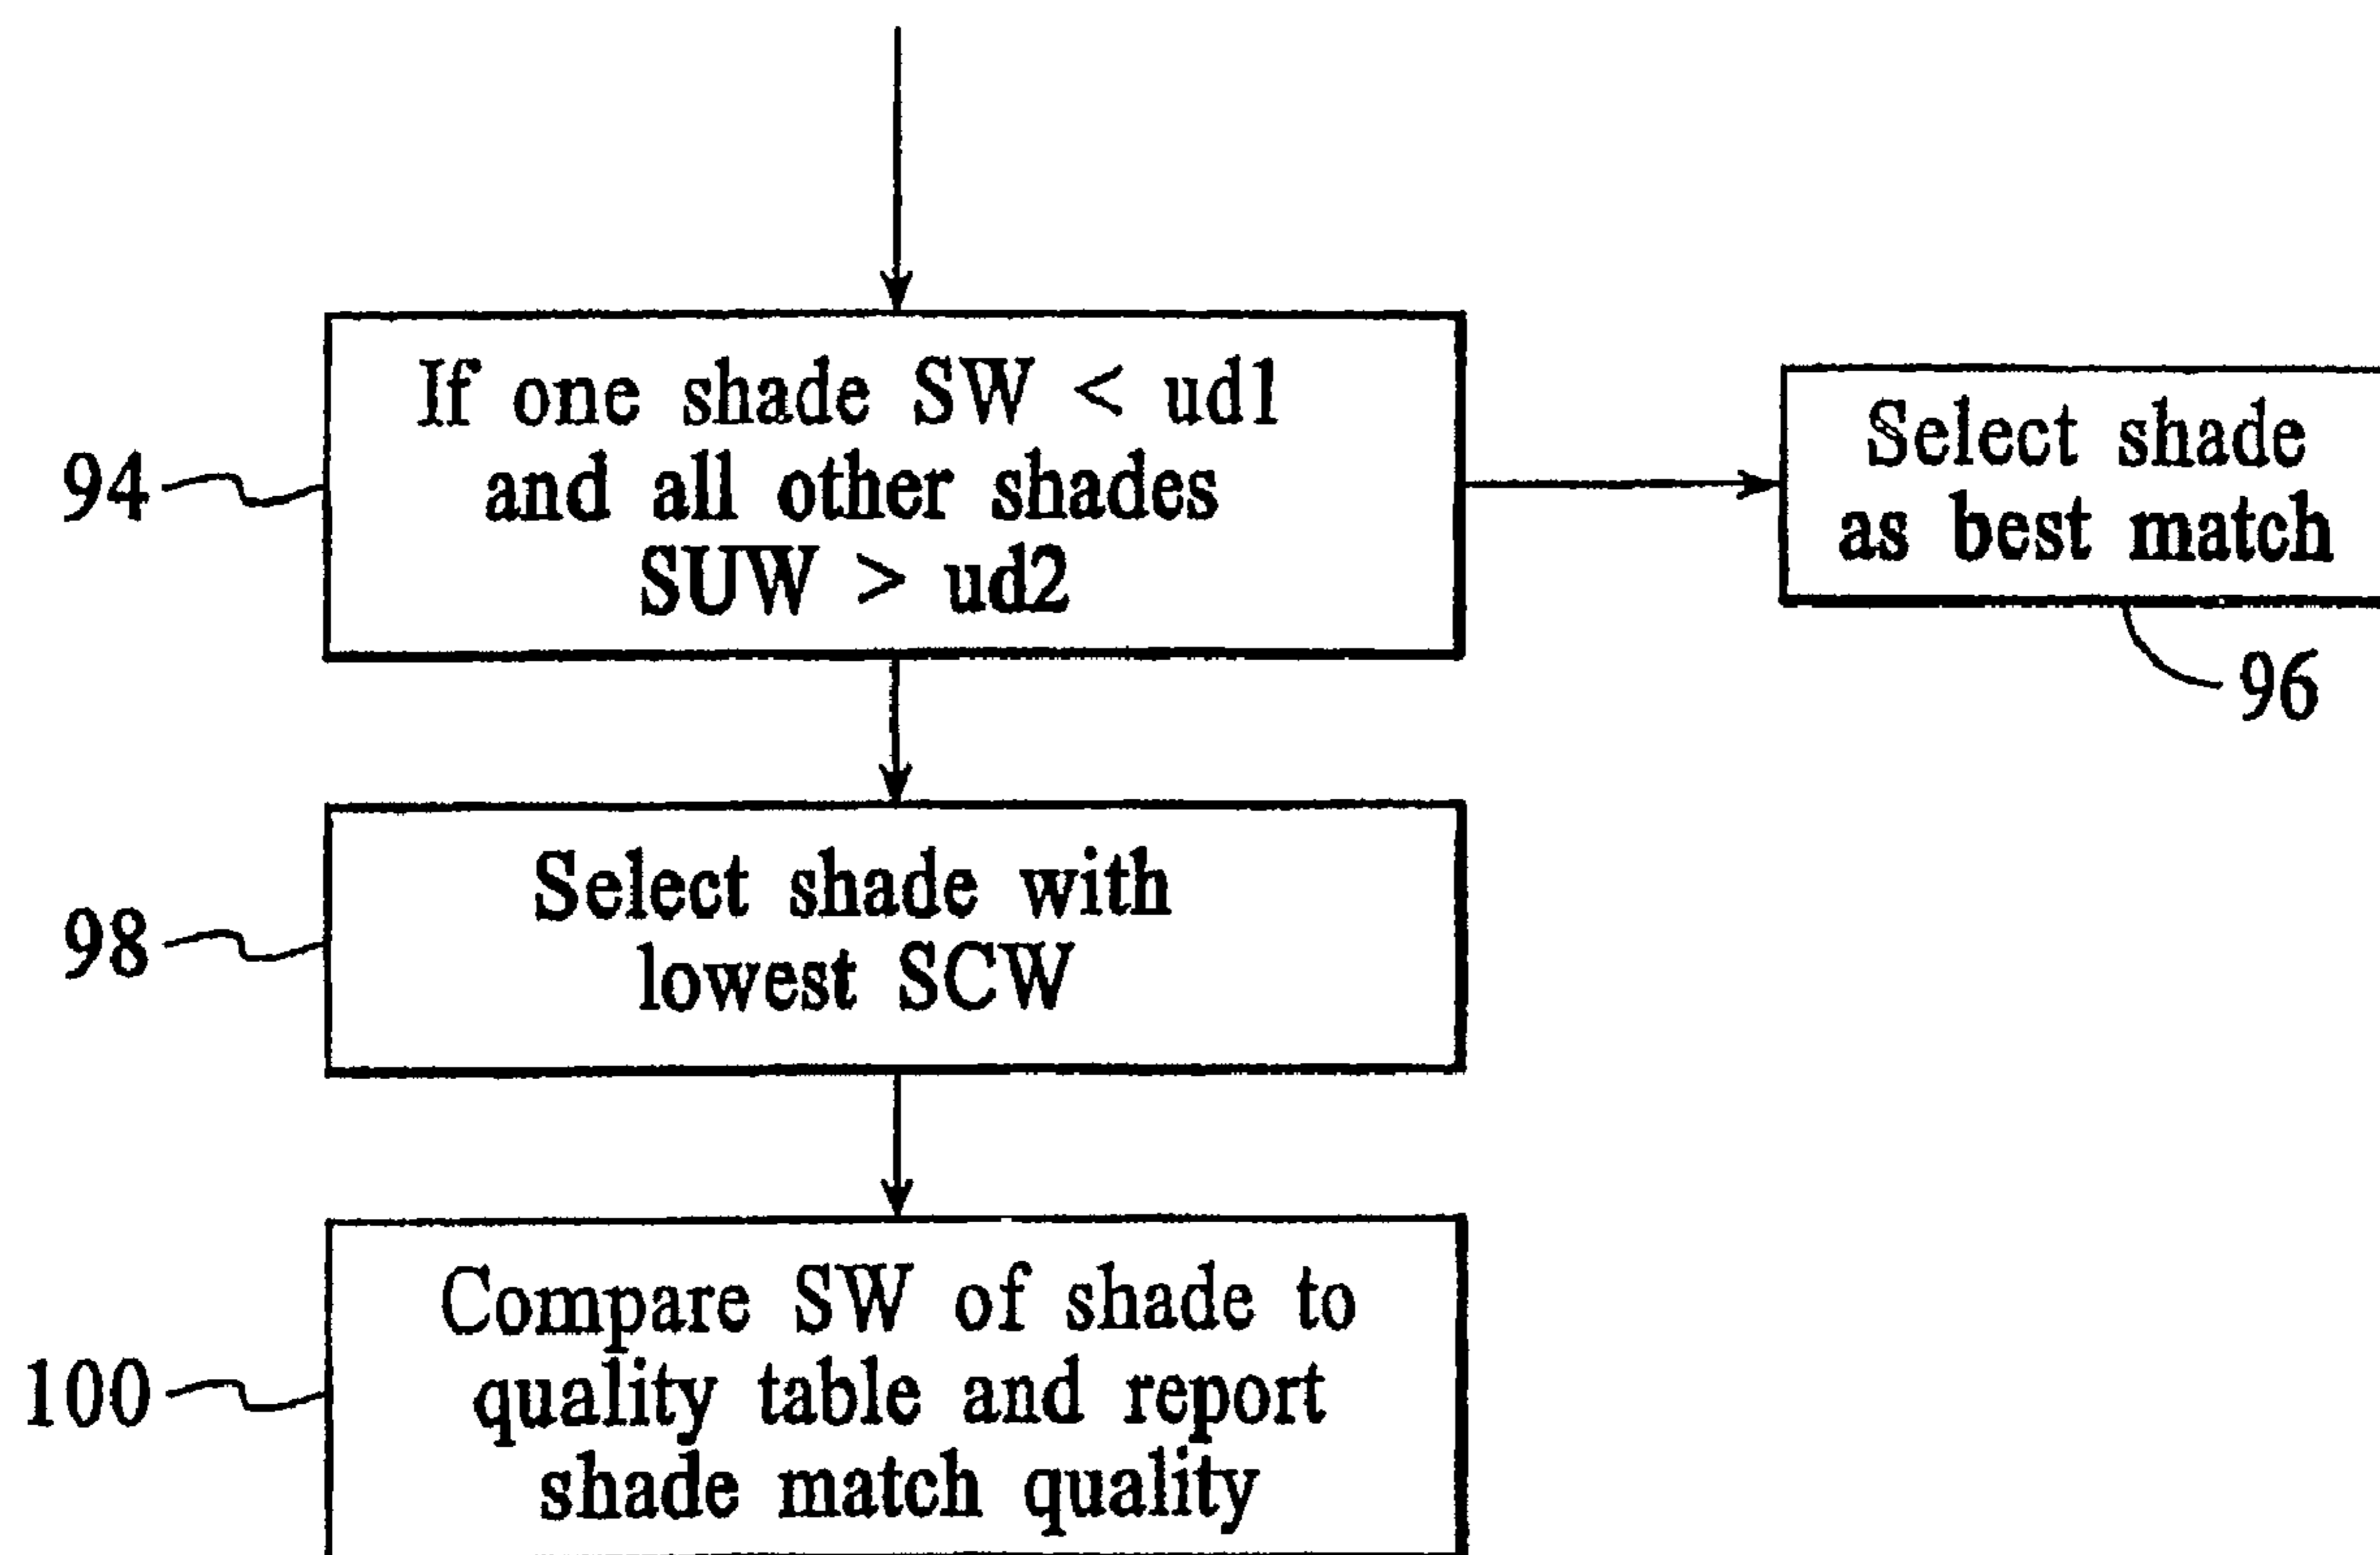 If one shade SW < ud1
and all other shades
SUW > ud2
94
Select shade
as best match
96
Select shade with
lowest SCW
98
Compare SW of shade to
quality table and report
shade match quality
100